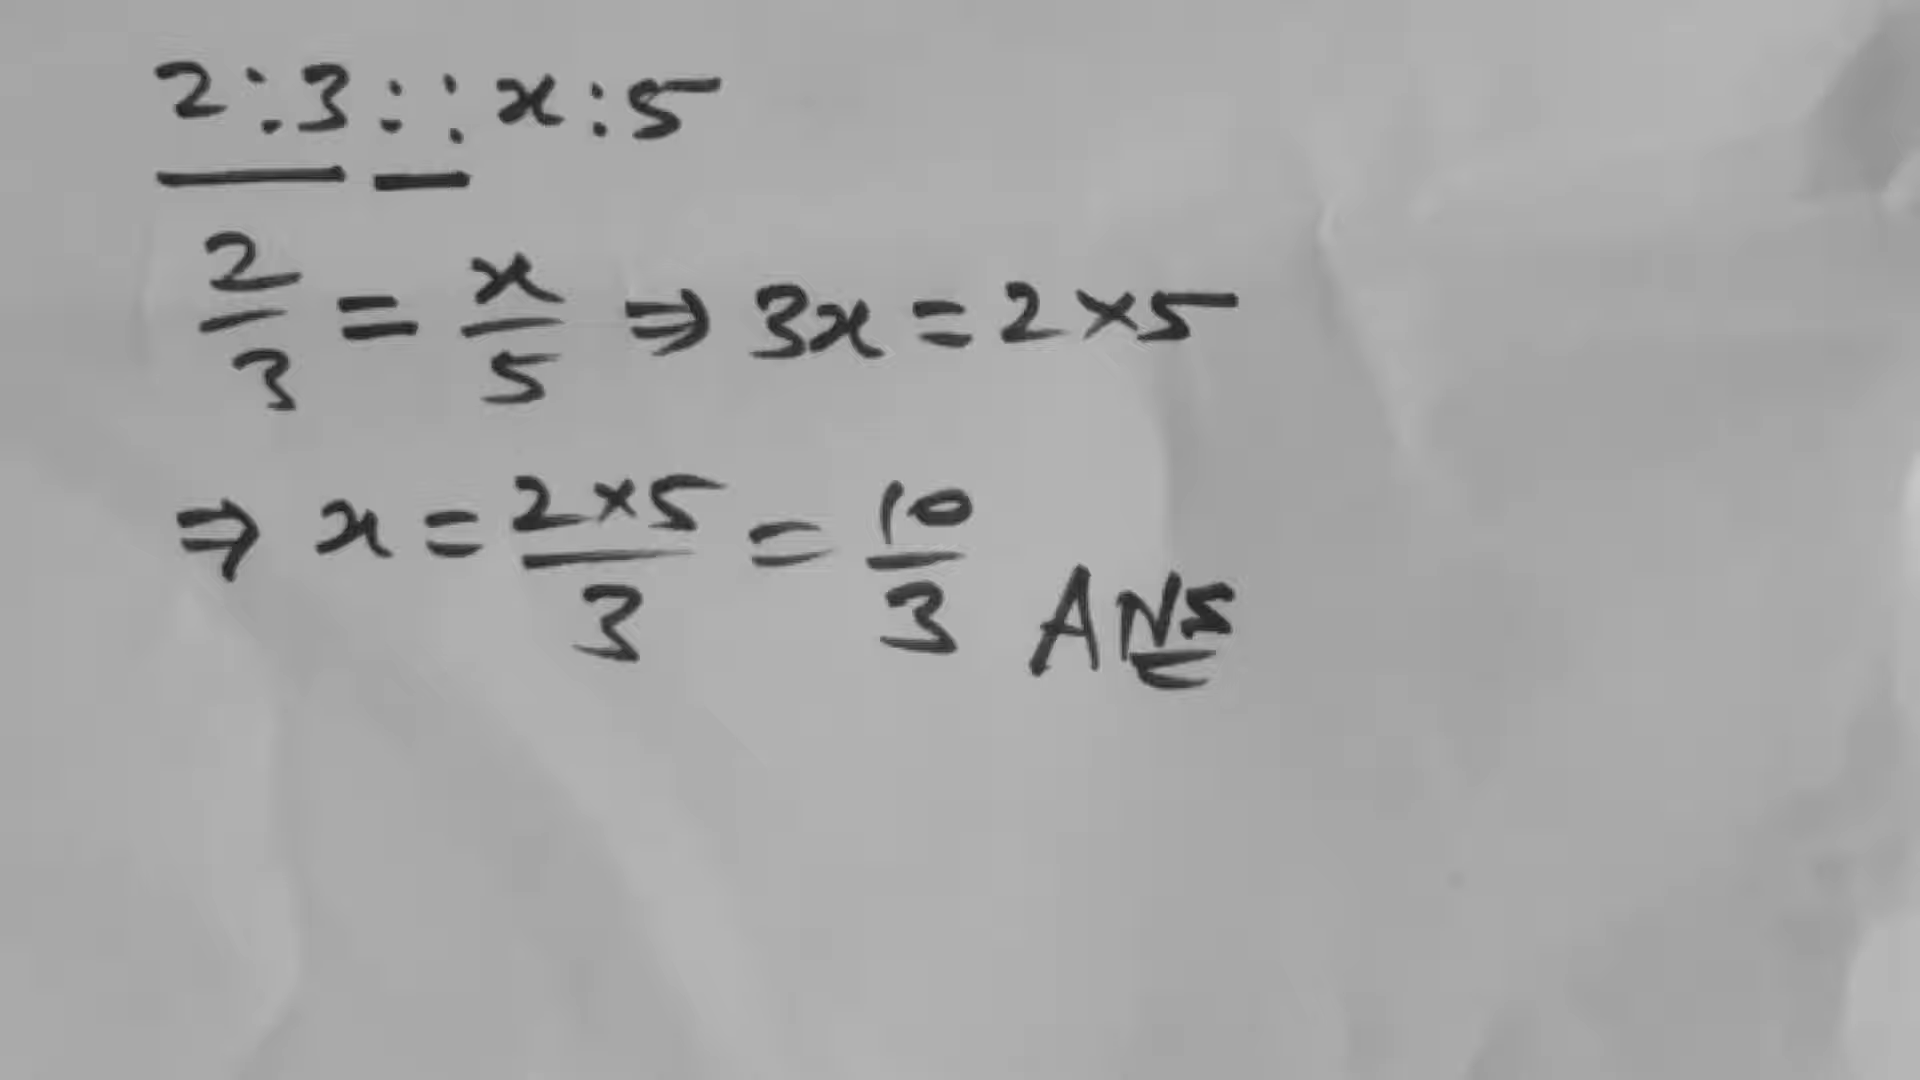 2:3::x:5
2/3 = x/5 ⇒ 3x = 2×5
⇒ x = 2×5/3 = 10/3 ANS